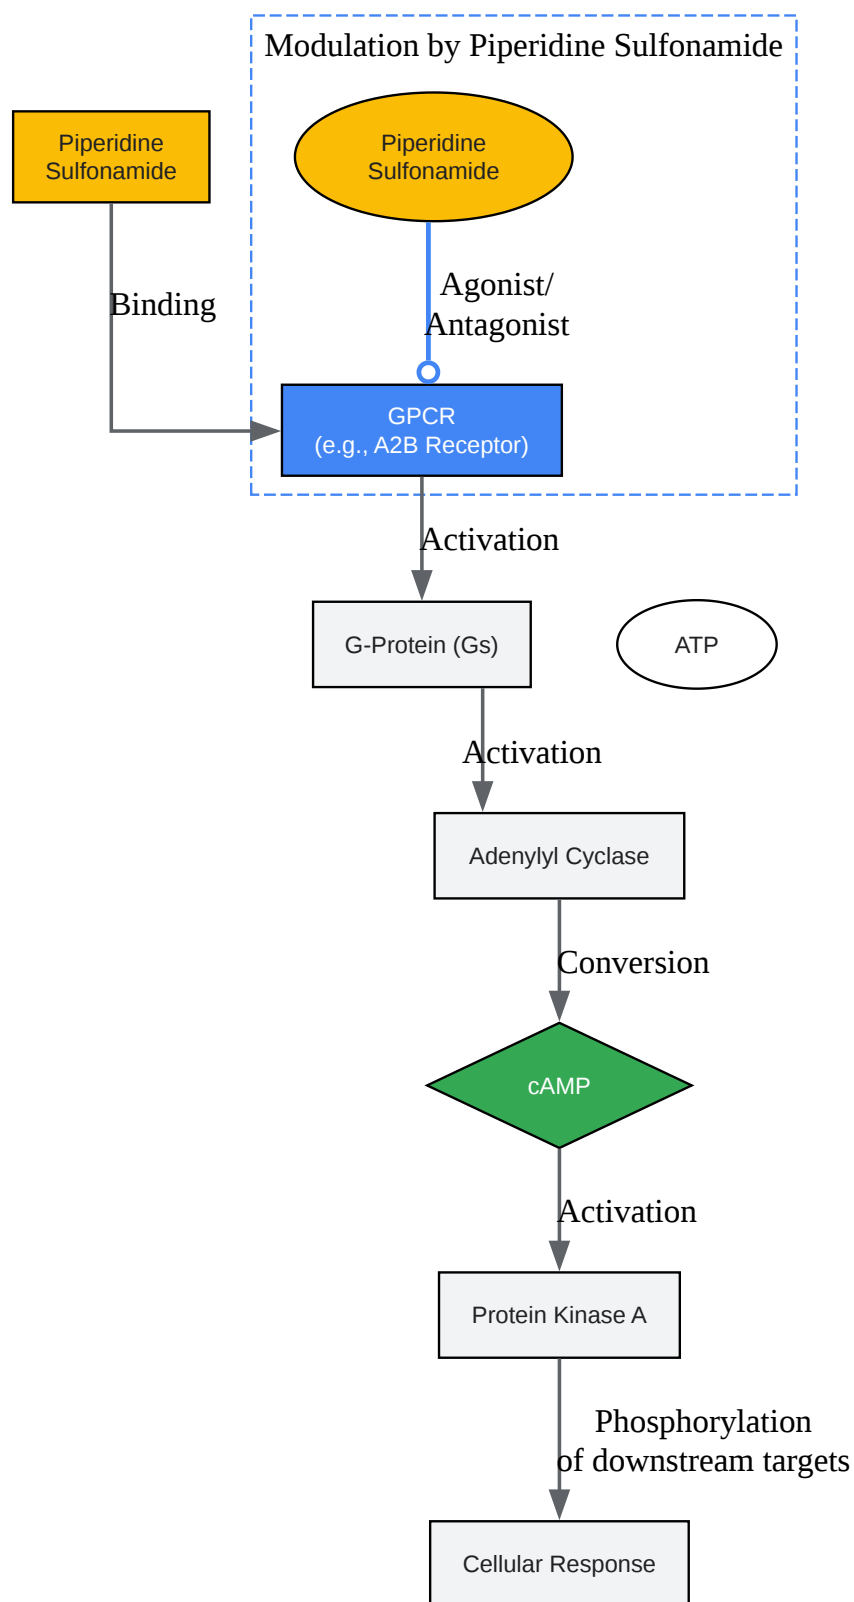 Modulation by Piperidine Sulfonamide
Piperidine
Sulfonamide
Piperidine
Sulfonamide
Binding
Agonist/
Antagonist
GPCR
(e.g., A2B Receptor)
Activation
G-Protein (Gs)
ATP
Activation
Adenylyl Cyclase
Conversion
cAMP
Activation
Protein Kinase A
Phosphorylation
of downstream targets
Cellular Response